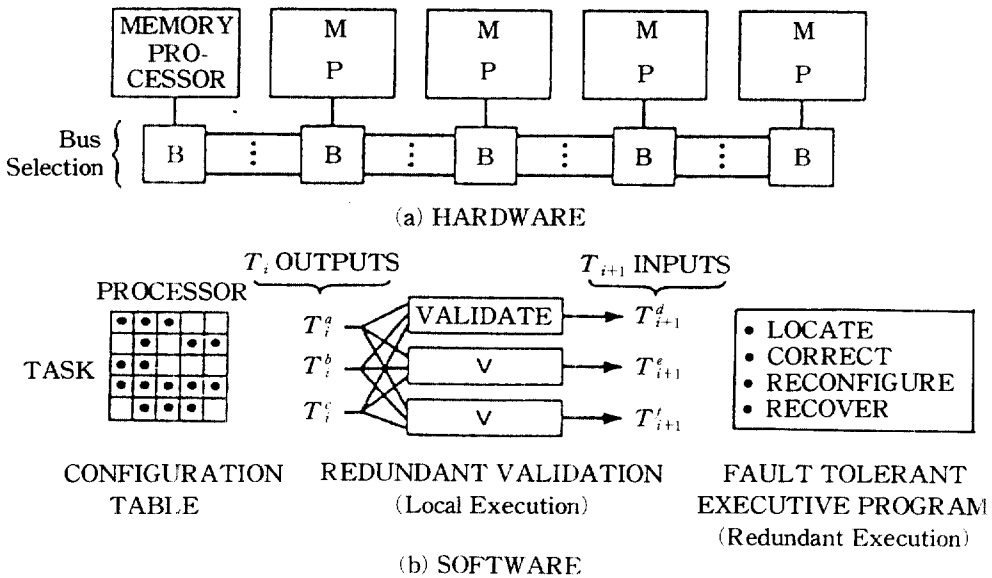 MEMORY
PRO-
CESSOR
M
P
M
P
M
P
M
P
Bus
Selection
B
B
B
B
B
(a) HARDWARE
T_i OUTPUTS
T_{i+1} INPUTS
PROCESSOR
TASK
T_i^a
T_i^b
T_i^c
VALIDATE
V
V
T_{i+1}^d
T_{i+1}^e
T_{i+1}^f
• LOCATE
• CORRECT
• RECONFIGURE
• RECOVER
CONFIGURATION
TABLE
REDUNDANT VALIDATION
(Local Execution)
FAULT TOLERANT
EXECUTIVE PROGRAM
(Redundant Execution)
(b) SOFTWARE